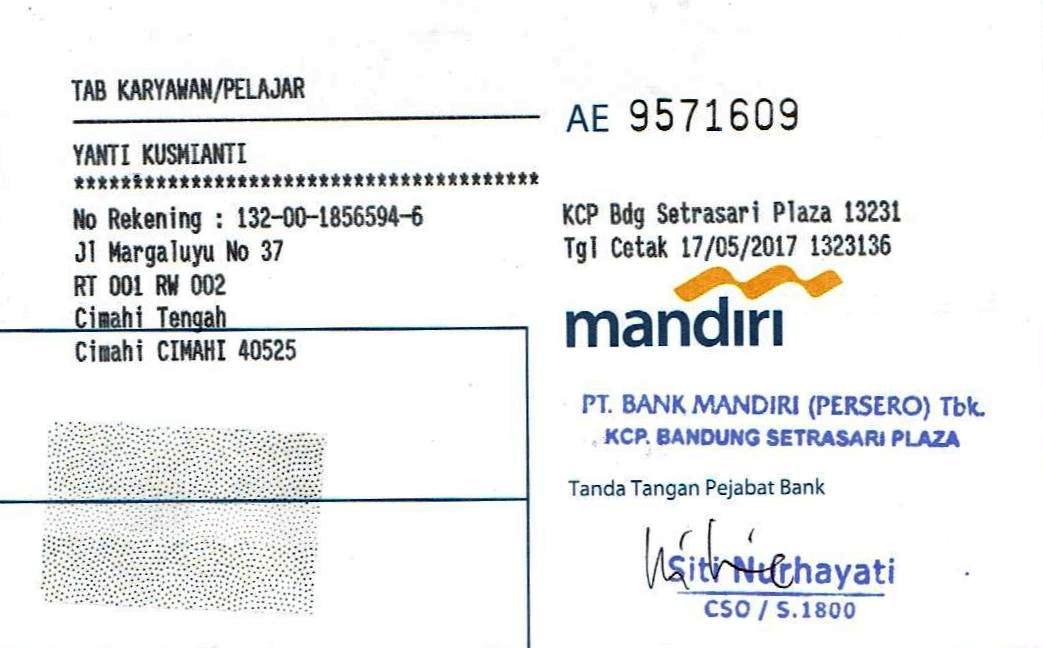 TAB KARYAWAN/PELAJAR
AE 9571609
YANTI KUSMIANTI
****************************************
No Rekening : 132-00-1856594-6
Jl Margaluyu No 37
RT 001 RW 002
Cimahi Tengah
Cimahi CIMAHI 40525
KCP Bdg Setrasari Plaza 13231
Tgl Cetak 17/05/2017 1323136
mandiri
PT. BANK MANDIRI (PERSERO) Tbk.
KCP. BANDUNG SETRASARI PLAZA
Tanda Tangan Pejabat Bank
Siti Nurhayati
CSO / S.1800